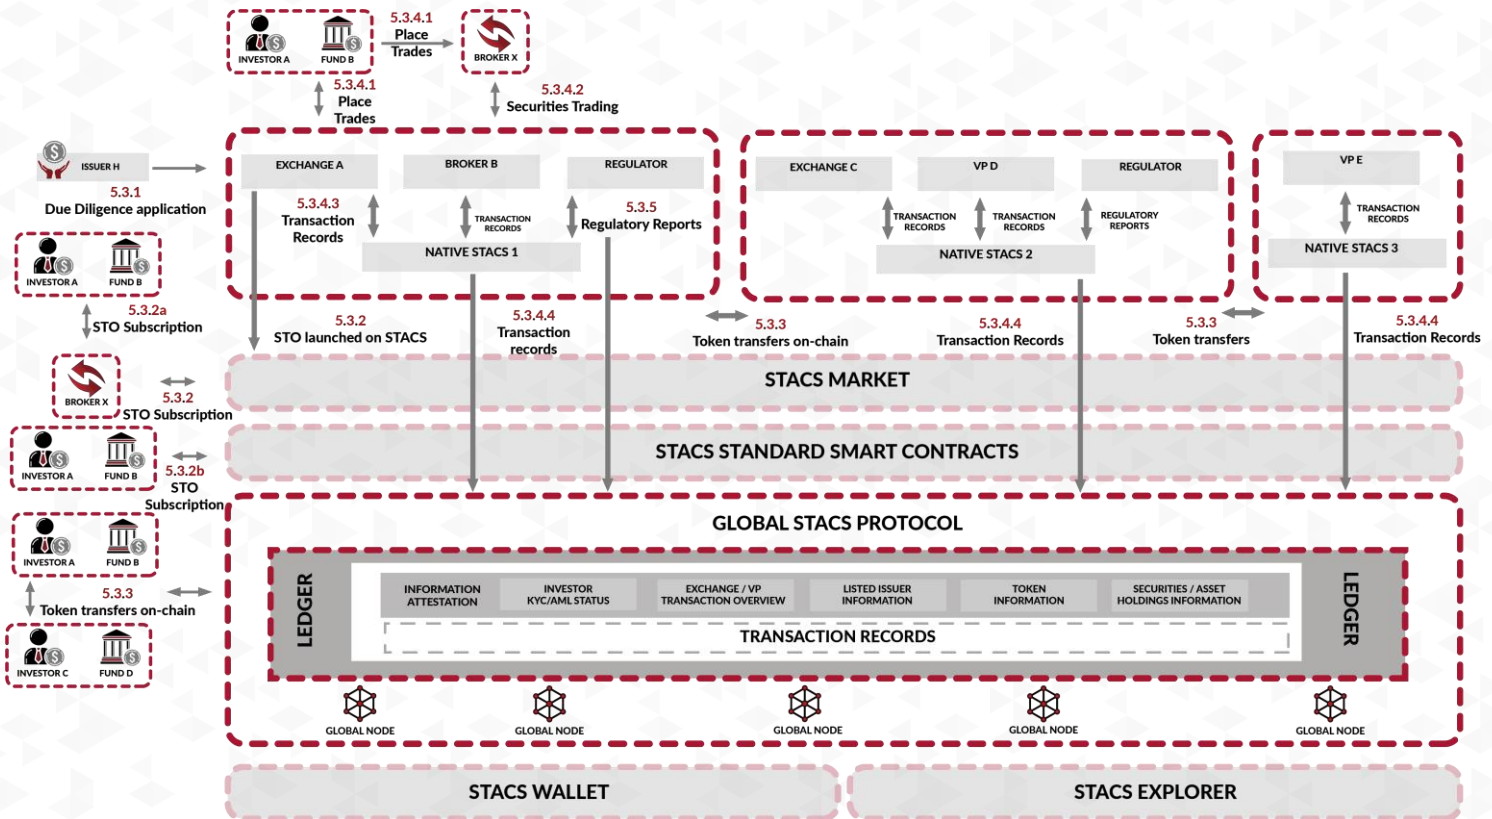 INVESTOR A
FUND B
5.3.4.1
Place
Trades
BROKER X
5.3.4.1
Place
Trades
5.3.4.2
Securities Trading
ISSUER H
5.3.1
Due Diligence application
EXCHANGE A
BROKER B
REGULATOR
5.3.4.3
Transaction
Records
TRANSACTION
RECORDS
5.3.5
Regulatory Reports
NATIVE STACS 1
EXCHANGE C
VP D
REGULATOR
TRANSACTION
RECORDS
TRANSACTION
RECORDS
REGULATORY
REPORTS
NATIVE STACS 2
VP E
TRANSACTION
RECORDS
NATIVE STACS 3
INVESTOR A
FUND B
5.3.2a
STO Subscription
BROKER X
5.3.2
STO Subscription
INVESTOR A
FUND B
5.3.2b
STO
Subscription
INVESTOR A
FUND B
5.3.3
Token transfers on-chain
INVESTOR C
FUND D
5.3.2
STO launched on STACS
5.3.4.4
Transaction
records
5.3.3
Token transfers on-chain
5.3.4.4
Transaction Records
5.3.3
Token transfers
5.3.4.4
Transaction Records
STACS MARKET
STACS STANDARD SMART CONTRACTS
GLOBAL STACS PROTOCOL
LEDGER
INFORMATION
ATTESTATION
INVESTOR
KYC/AML STATUS
EXCHANGE / VP
TRANSACTION OVERVIEW
LISTED ISSUER
INFORMATION
TOKEN
INFORMATION
SECURITIES / ASSET
HOLDINGS INFORMATION
TRANSACTION RECORDS
LEDGER
GLOBAL NODE
GLOBAL NODE
GLOBAL NODE
GLOBAL NODE
GLOBAL NODE
STACS WALLET
STACS EXPLORER